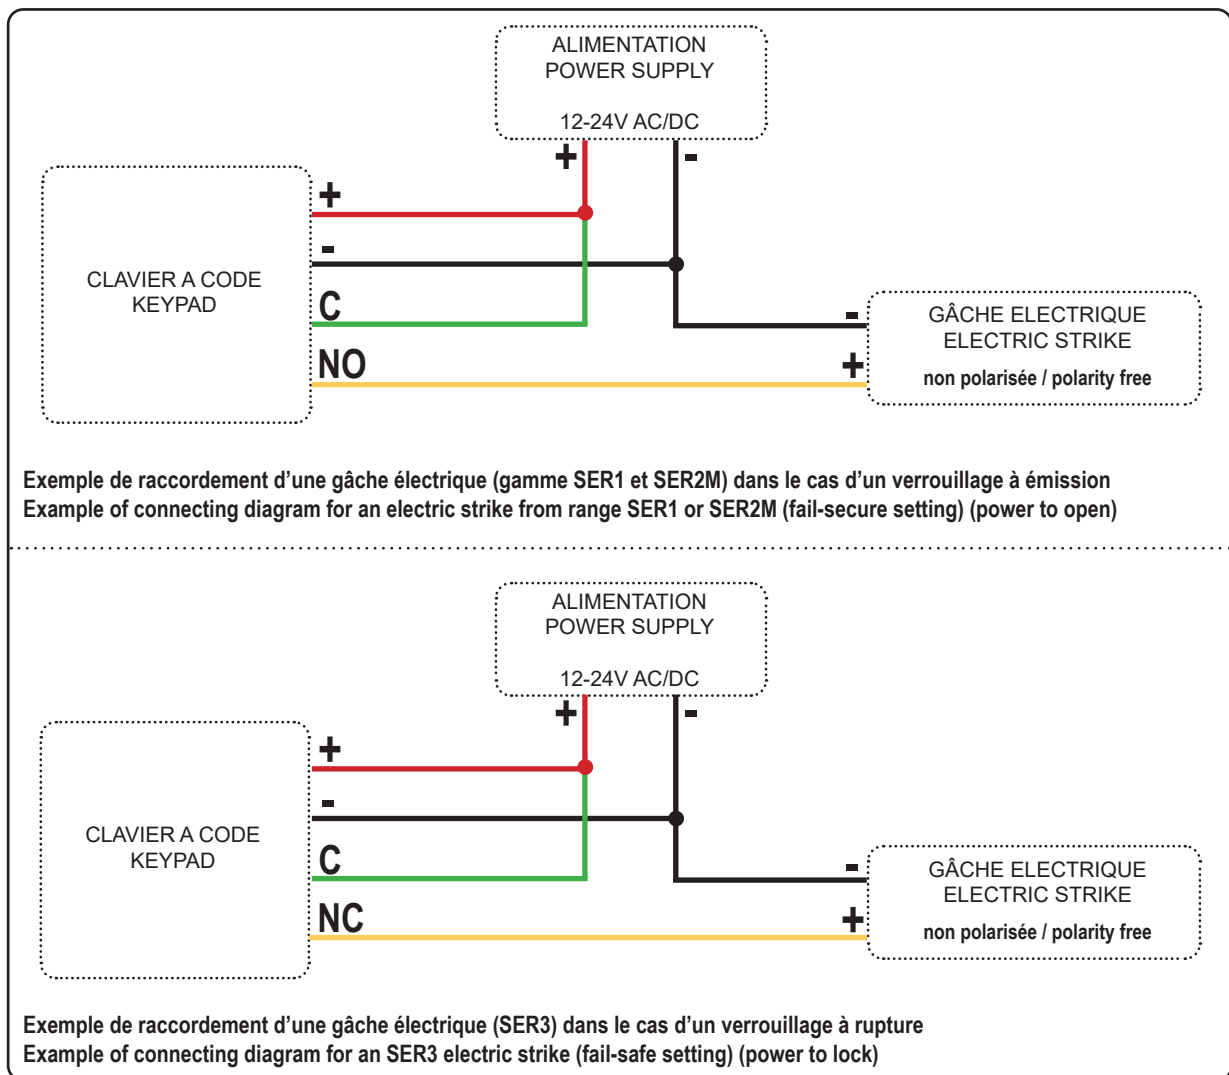 ALIMENTATION
POWER SUPPLY
12-24V AC/DC
+
-
+
-
C
NO
CLAVIER A CODE
KEYPAD
-
+
GÂCHE ELECTRIQUE
ELECTRIC STRIKE
non polarisée / polarity free
Exemple de raccordement d’une gâche électrique (gamme SER1 et SER2M) dans le cas d’un verrouillage à émission
Example of connecting diagram for an electric strike from range SER1 or SER2M (fail-secure setting) (power to open)
ALIMENTATION
POWER SUPPLY
12-24V AC/DC
+
-
+
-
C
NC
CLAVIER A CODE
KEYPAD
-
+
GÂCHE ELECTRIQUE
ELECTRIC STRIKE
non polarisée / polarity free
Exemple de raccordement d’une gâche électrique (SER3) dans le cas d’un verrouillage à rupture
Example of connecting diagram for an SER3 electric strike (fail-safe setting) (power to lock)